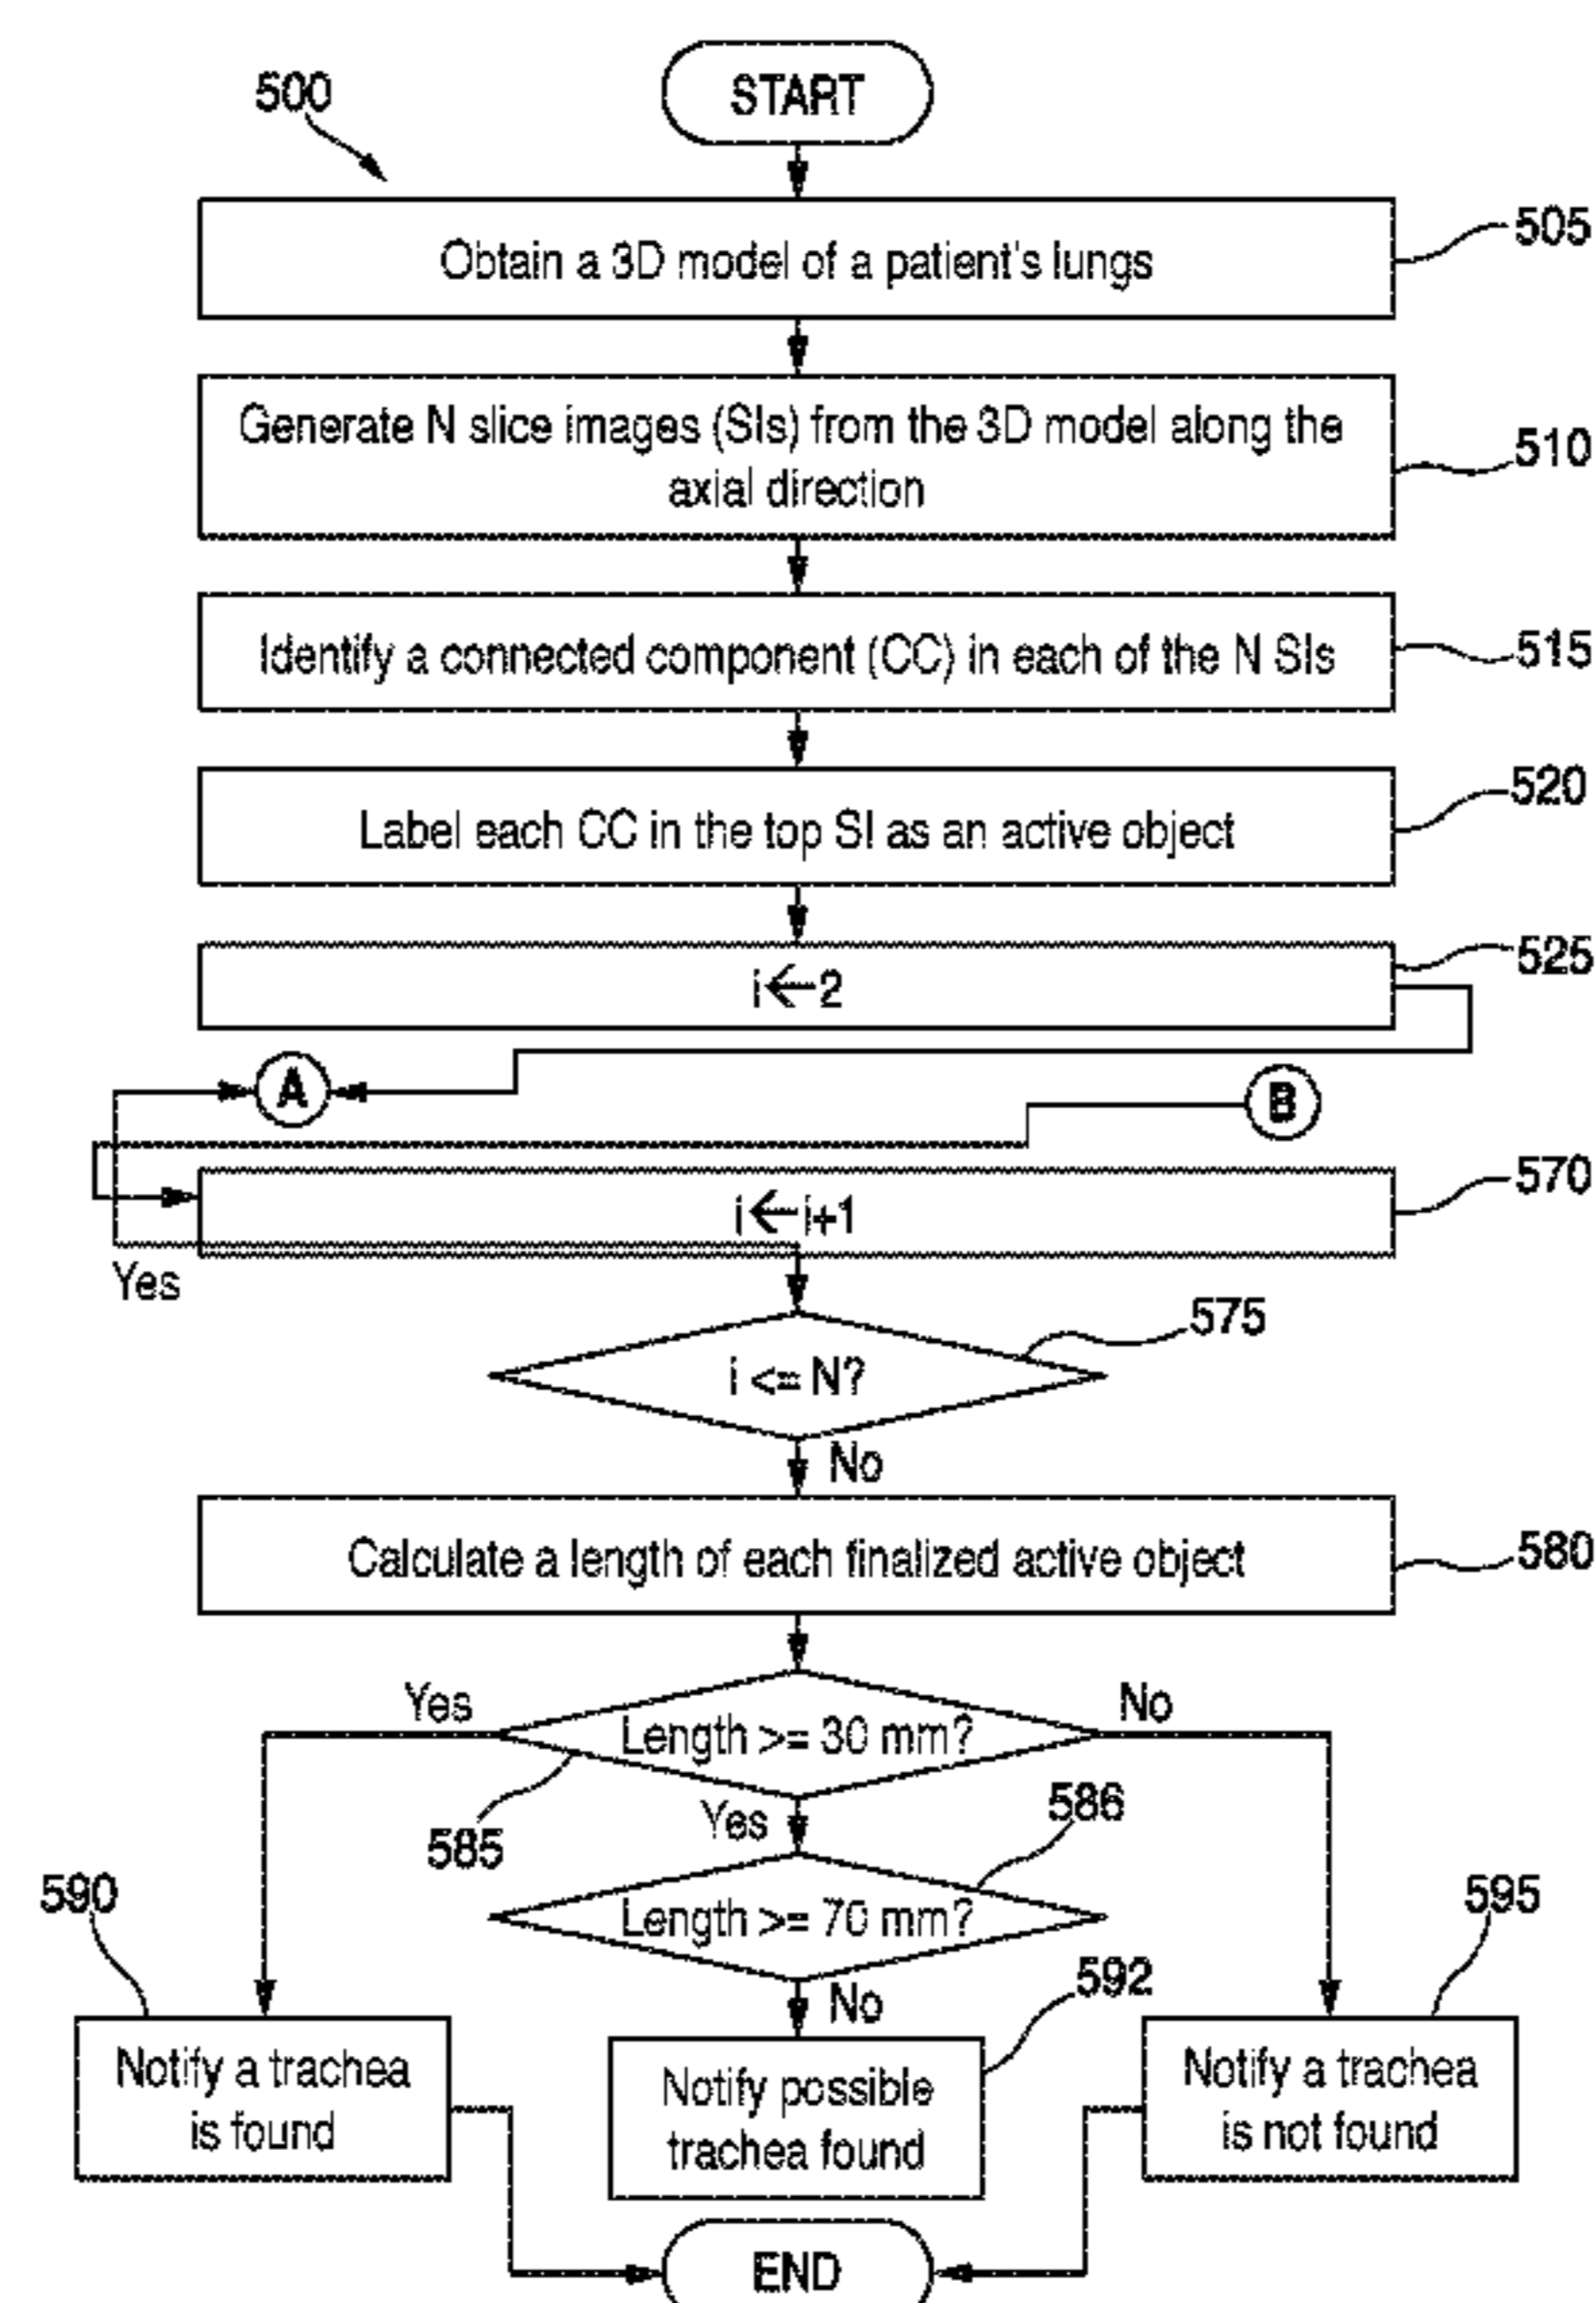 500
START
Obtain a 3D model of a patient's lungs
505
Generate N slice images (SIs) from the 3D model along the
axial direction
510
Identify a connected component (CC) in each of the N SIs
515
Label each CC in the top SI as an active object
520
i←2
525
A
B
i←i+1
570
Yes
575
i <= N?
No
Calculate a length of each finalized active object
580
Yes
Length >= 30 mm?
No
585
Yes
586
Length >= 70 mm?
590
595
No
592
Notify a trachea
is found
Notify possible
trachea found
Notify a trachea
is not found
END